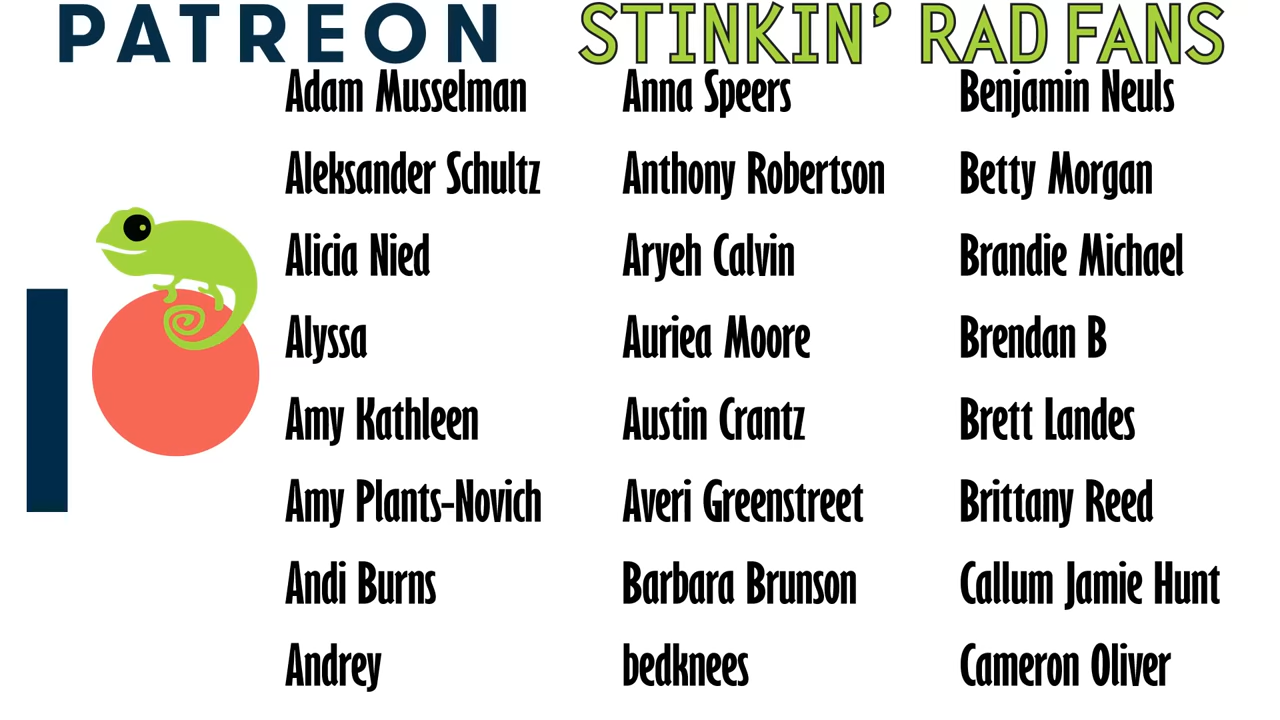 PATREON STINKIN' RAD FANS
Adam Musselman
Aleksander Schultz
Alicia Nied
Alyssa
Amy Kathleen
Amy Plants-Novich
Andi Burns
Andrey
Anna Speers
Anthony Robertson
Aryeh Calvin
Auriea Moore
Austin Crantz
Averi Greenstreet
Barbara Brunson
bedknees
Benjamin Neuls
Betty Morgan
Brandie Michael
Brendan B
Brett Landes
Brittany Reed
Callum Jamie Hunt
Cameron Oliver